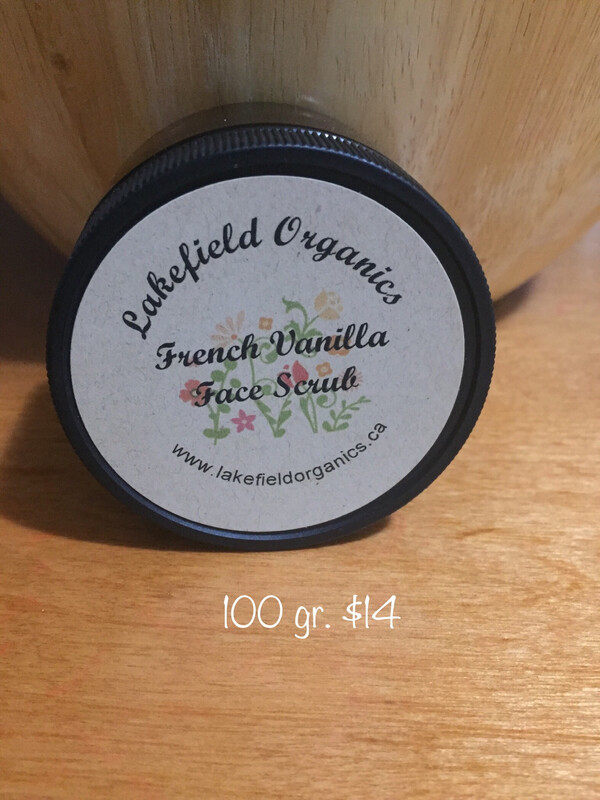 Lakefield Organics
French Vanilla
Face Scrub
www.lakefieldorganics.ca
100 gr. $14